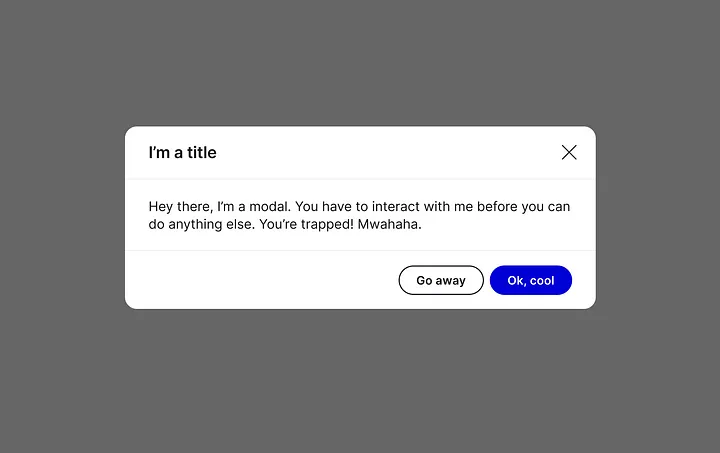 I’m a title
Hey there, I’m a modal. You have to interact with me before you can
do anything else. You’re trapped! Mwahaha.
Go away
Ok, cool